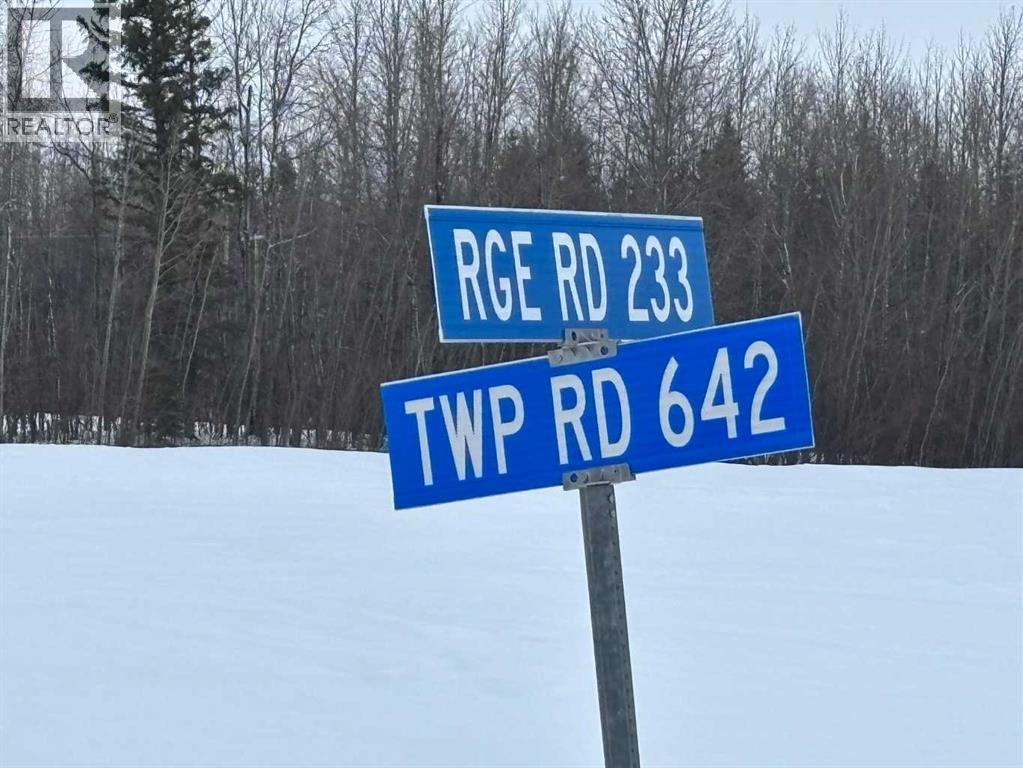 REALTOR®
RGE RD 233
TWP RD 642